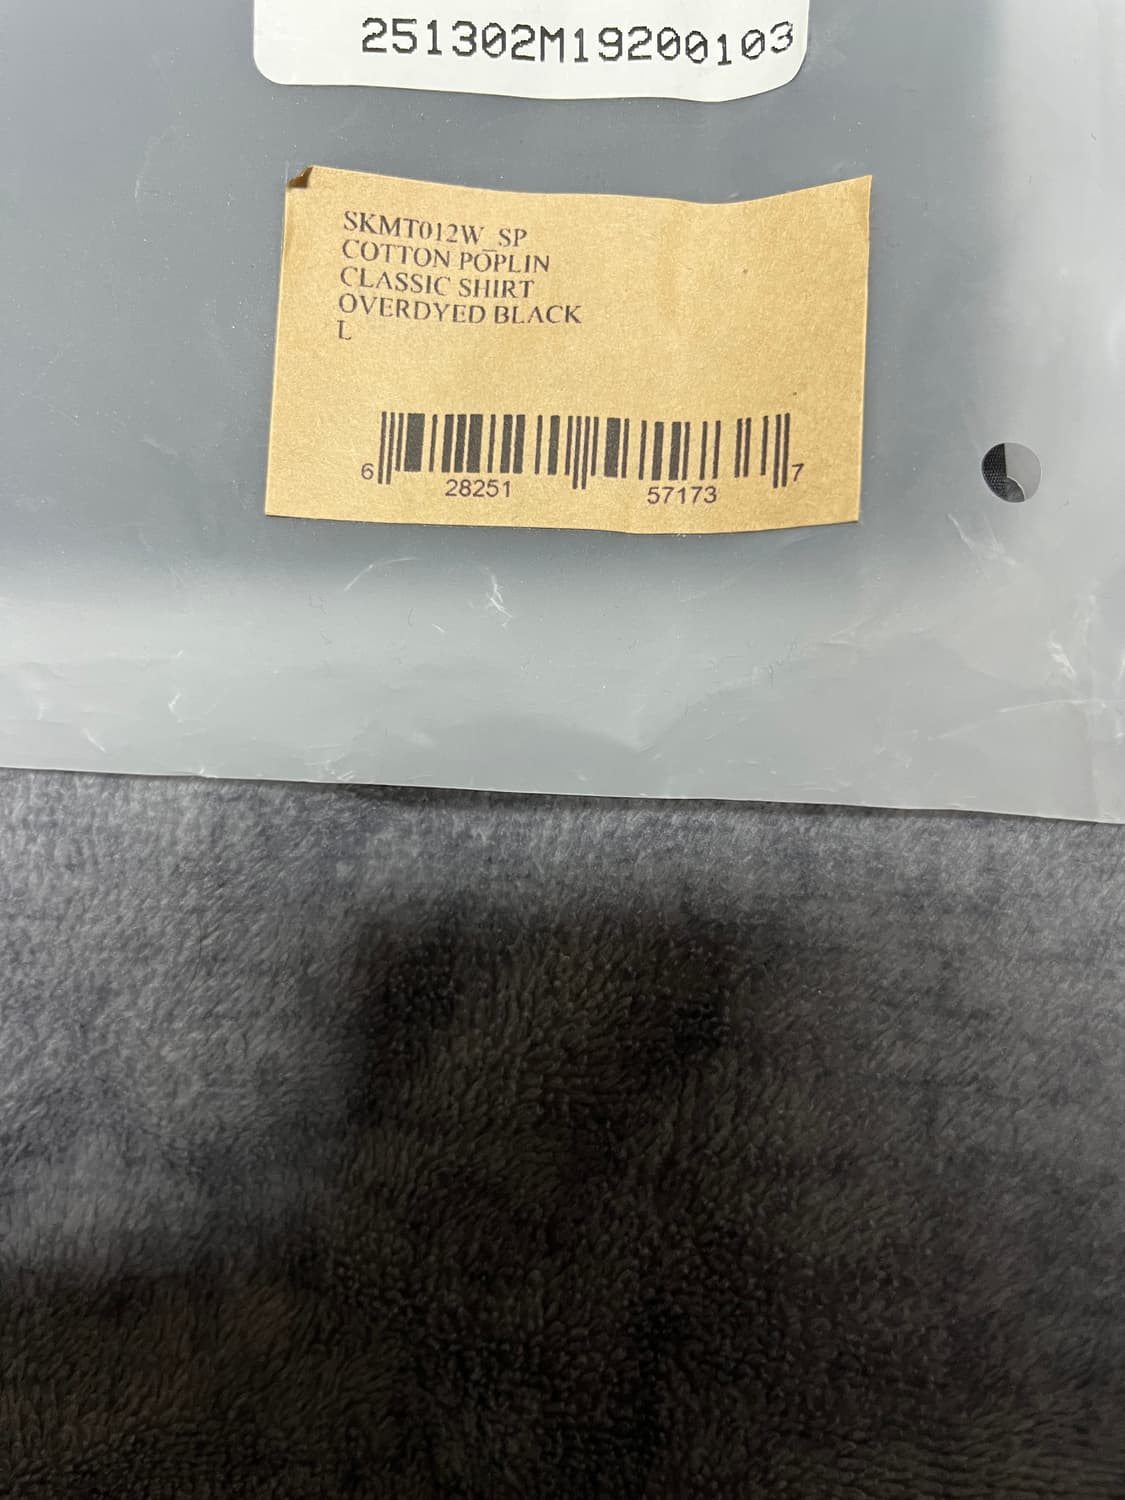 251302M19200103
SKMT012W_SP
COTTON POPLIN
CLASSIC SHIRT
OVERDYED BLACK
L
6 28251 57173 7